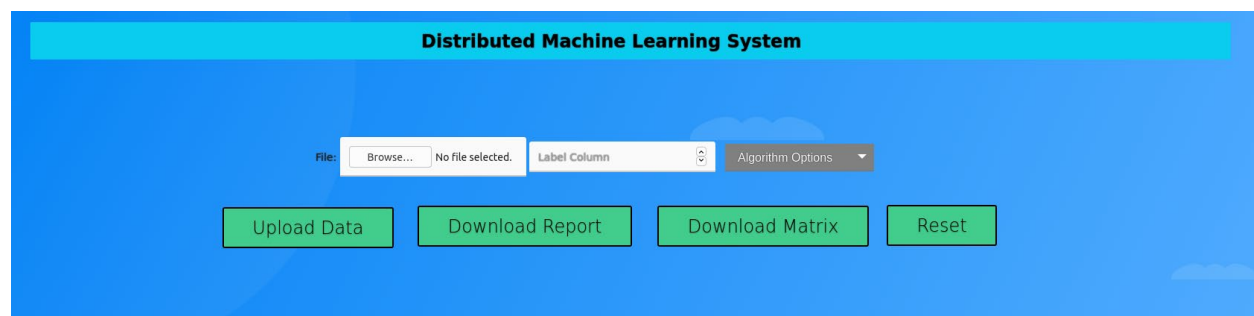 Distributed Machine Learning System
File: Browse... No file selected. Label Column Algorithm Options
Upload Data Download Report Download Matrix Reset